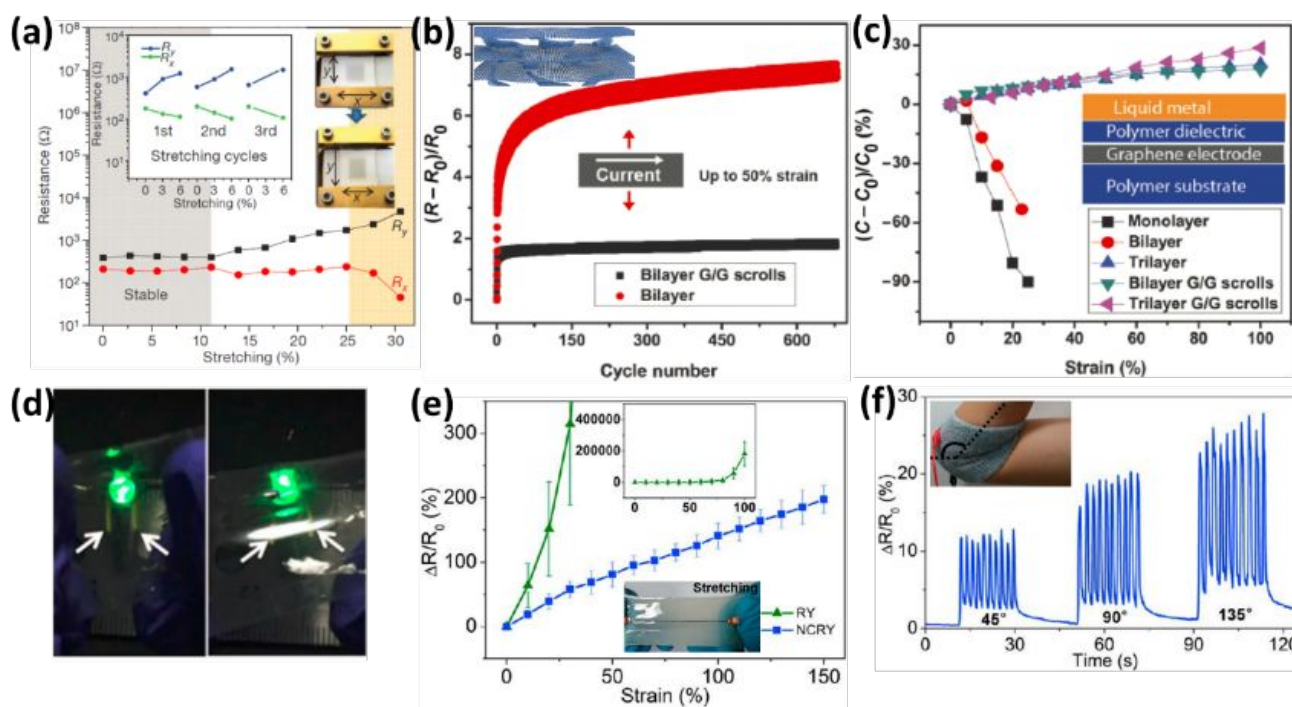 (a)
Resistance (Ω)
10⁸
10⁷
10⁶
10⁵
10⁴
10³
10²
10¹
Resistance (Ω)
10⁴
10³
10²
R_y
R_x
1st 2nd 3rd
Stretching cycles
0 3 6 0 3 6 0 3 6
Stretching (%)
y
x
y
x
R_y
R_x
Stable
0 5 10 15 20 25 30
Stretching (%)
(b)
(R − R₀)/R₀
8
6
4
2
0
Current
Up to 50% strain
Bilayer G/G scrolls
Bilayer
0 150 300 450 600
Cycle number
(c)
(C − C₀)/C₀ (%)
30
0
−30
−60
−90
Liquid metal
Polymer dielectric
Graphene electrode
Polymer substrate
Monolayer
Bilayer
Trilayer
Bilayer G/G scrolls
Trilayer G/G scrolls
0 20 40 60 80 100
Strain (%)
(d)
(e)
ΔR/R₀ (%)
300
200
100
0
400000
200000
0
0 50 100
Stretching
RY
NCRY
0 50 100 150
Strain (%)
(f)
ΔR/R₀ (%)
30
20
10
0
45°
90°
135°
0 30 60 90 120
Time (s)